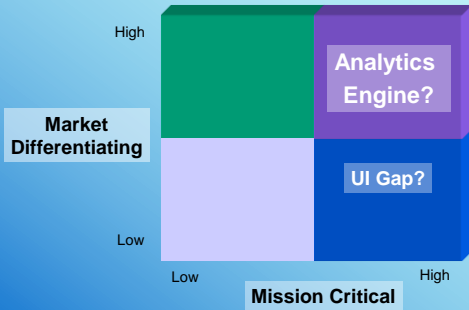 High
Analytics
Engine?
Market
Differentiating
UI Gap?
Low
Low
High
Mission Critical